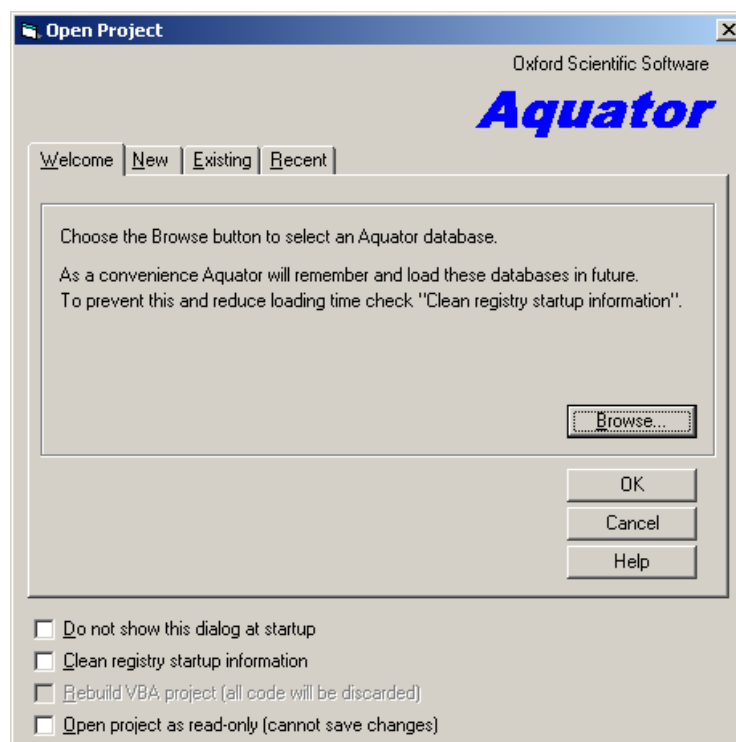 Open Project
Oxford Scientific Software
Aquator
Welcome New Existing Recent
Choose the Browse button to select an Aquator database.
As a convenience Aquator will remember and load these databases in future.
To prevent this and reduce loading time check "Clean registry startup information".
Browse...
OK
Cancel
Help
Do not show this dialog at startup
Clean registry startup information
Rebuild VBA project (all code will be discarded)
Open project as read-only (cannot save changes)